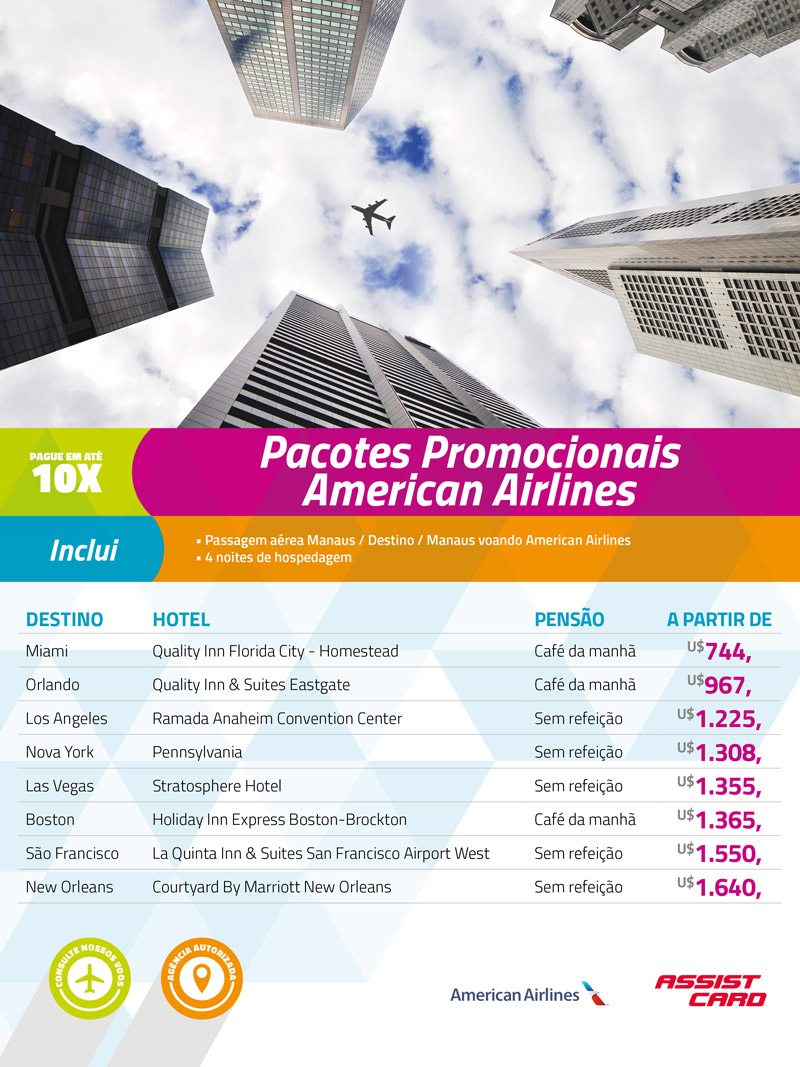 PAGUE EM ATÉ
10X
Pacotes Promocionais
American Airlines
Inclui
• Passagem aérea Manaus / Destino / Manaus voando American Airlines
• 4 noites de hospedagem
DESTINO HOTEL PENSÃO A PARTIR DE
Miami Quality Inn Florida City - Homestead Café da manhã U$744,
Orlando Quality Inn & Suites Eastgate Café da manhã U$967,
Los Angeles Ramada Anaheim Convention Center Sem refeição U$1.225,
Nova York Pennsylvania Sem refeição U$1.308,
Las Vegas Stratosphere Hotel Sem refeição U$1.355,
Boston Holiday Inn Express Boston-Brockton Café da manhã U$1.365,
São Francisco La Quinta Inn & Suites San Francisco Airport West Sem refeição U$1.550,
New Orleans Courtyard By Marriott New Orleans Sem refeição U$1.640,
CONSULTE NOSSOS VOOS
AGÊNCIA AUTORIZADA
American Airlines
ASSIST
CARD